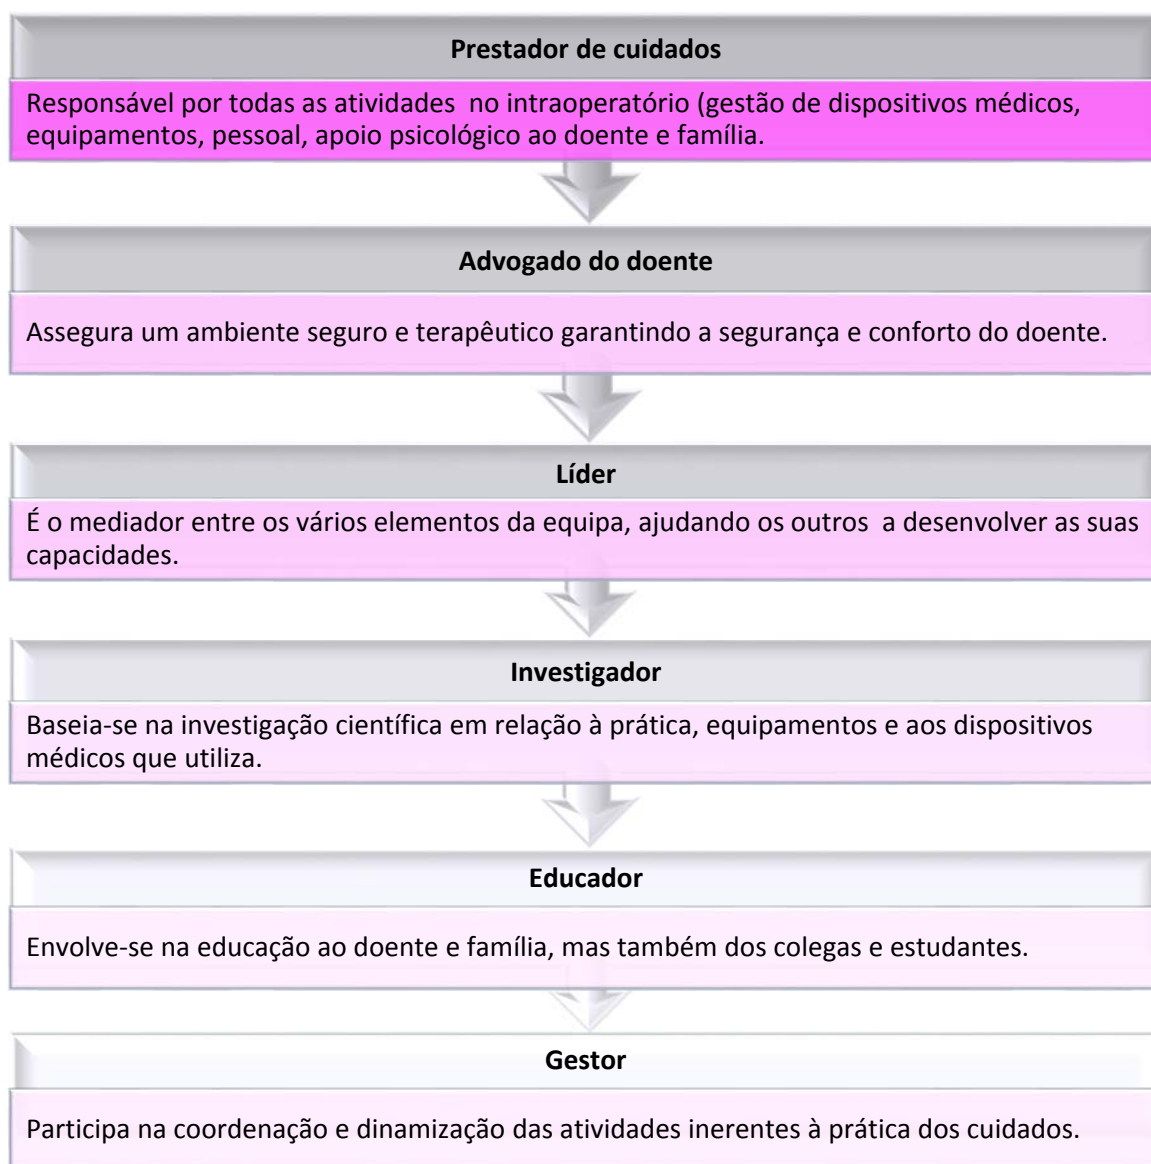 Prestador de cuidados
Responsável por todas as atividades  no intraoperatório (gestão de dispositivos médicos,
equipamentos, pessoal, apoio psicológico ao doente e família.
Advogado do doente
Assegura um ambiente seguro e terapêutico garantindo a segurança e conforto do doente.
Líder
É o mediador entre os vários elementos da equipa, ajudando os outros  a desenvolver as suas
capacidades.
Investigador
Baseia-se na investigação científica em relação à prática, equipamentos e aos dispositivos
médicos que utiliza.
Educador
Envolve-se na educação ao doente e família, mas também dos colegas e estudantes.
Gestor
Participa na coordenação e dinamização das atividades inerentes à prática dos cuidados.